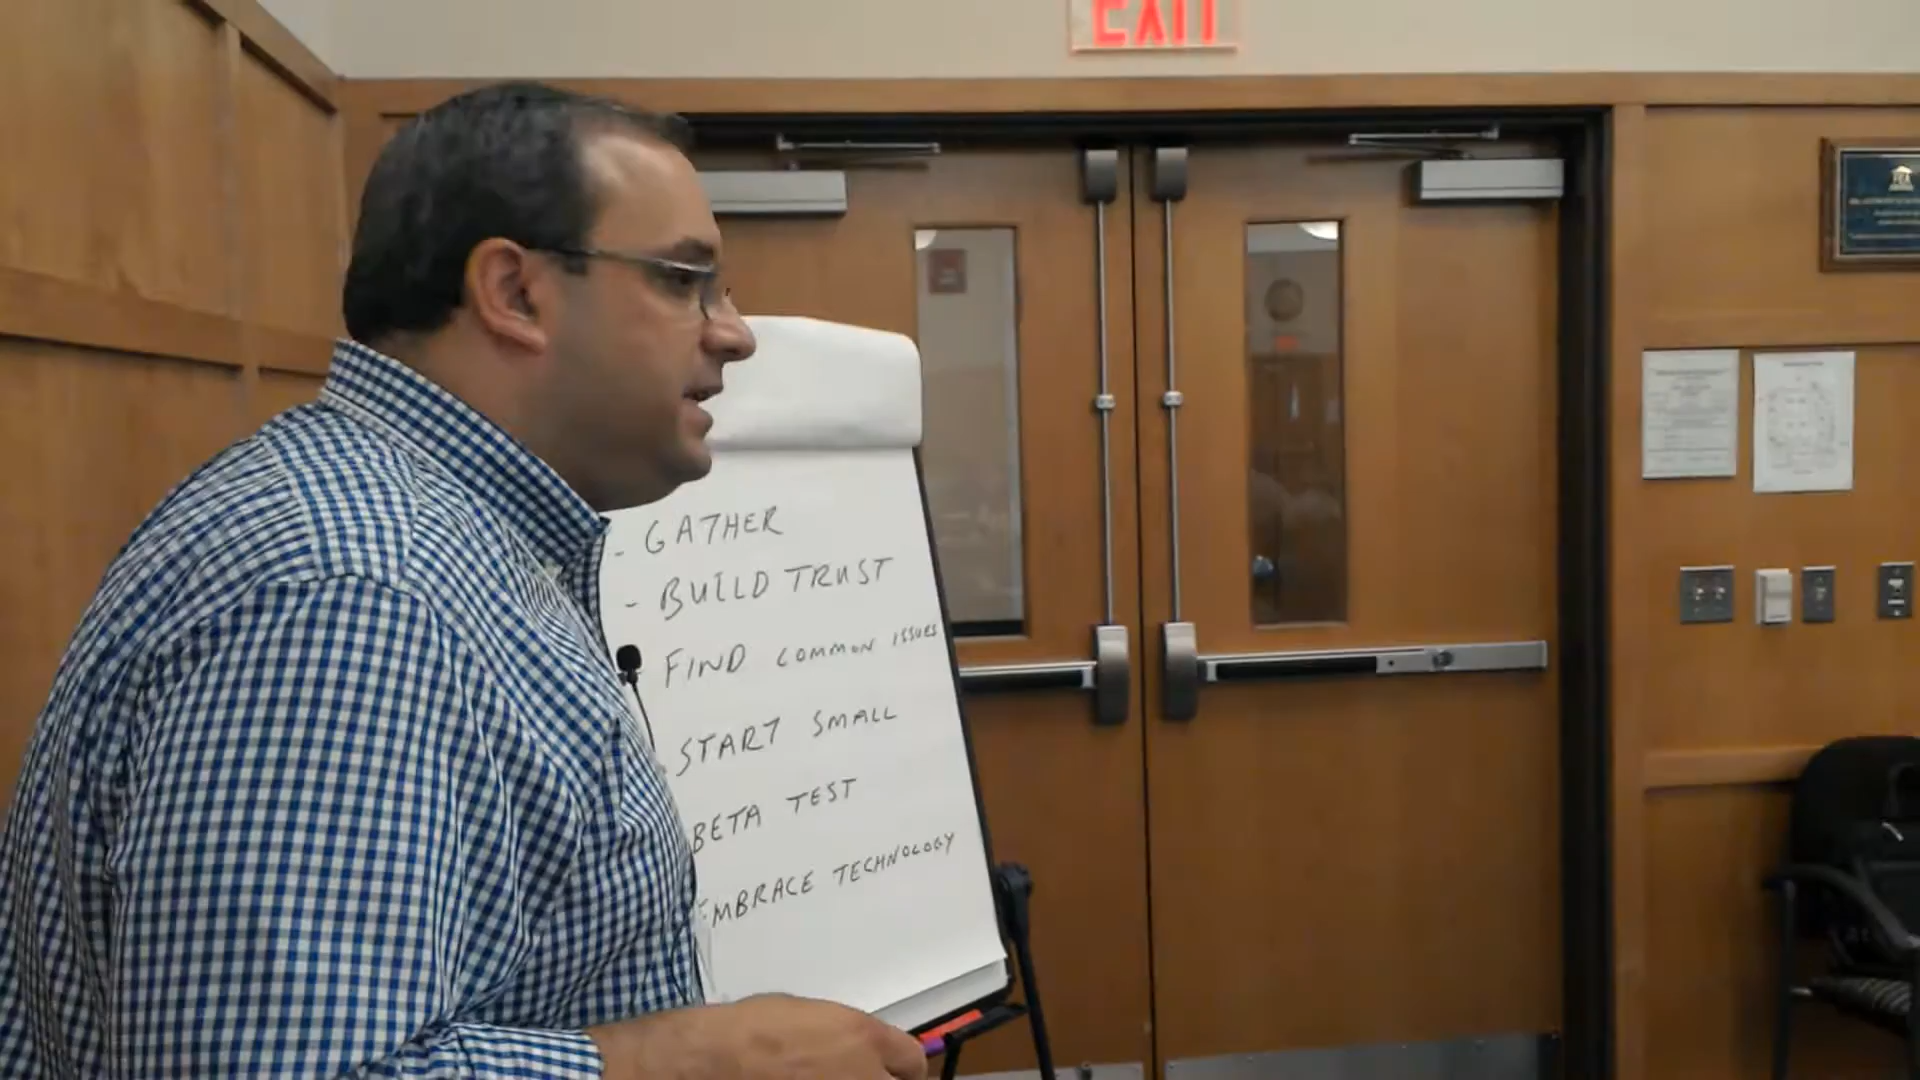 EXIT
- GATHER
- BUILD TRUST
FIND COMMON ISSUES
START SMALL
BETA TEST
EMBRACE TECHNOLOGY